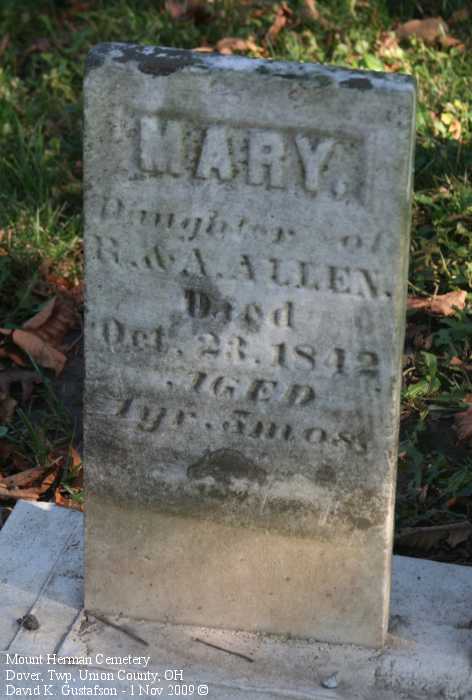 MARY,
Daughter of
R. & A. ALLEN.
Died
Oct. 23. 1842
AGED
1yr. 5mos.
Mount Herman Cemetery
Dover, Twp, Union County, OH
David K. Gustafson - 1 Nov 2009 ©